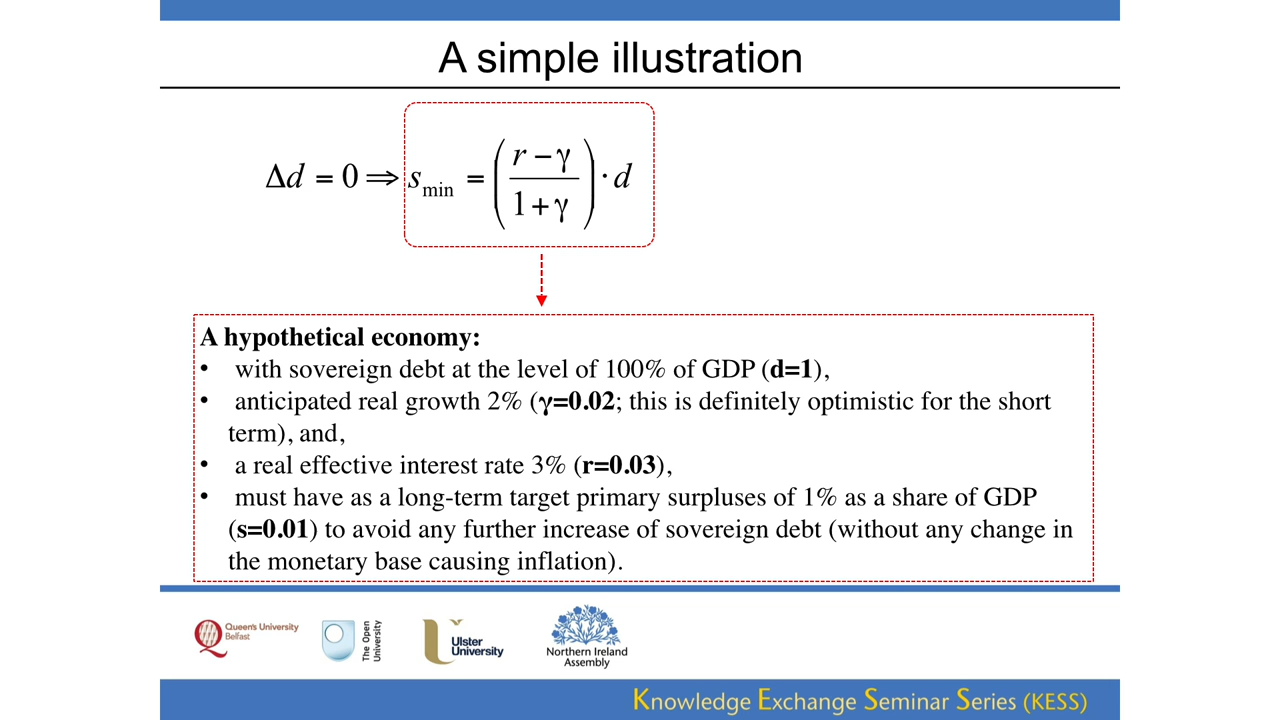 A simple illustration
Δd = 0 ⇒ s_min = ( (r − γ) / (1 + γ) ) · d
A hypothetical economy:
• with sovereign debt at the level of 100% of GDP (d=1),
• anticipated real growth 2% (γ=0.02; this is definitely optimistic for the short
term), and,
• a real effective interest rate 3% (r=0.03),
• must have as a long-term target primary surpluses of 1% as a share of GDP
(s=0.01) to avoid any further increase of sovereign debt (without any change in
the monetary base causing inflation).
Queen's University
Belfast
The Open
University
Ulster
University
Northern Ireland
Assembly
Knowledge Exchange Seminar Series (KESS)